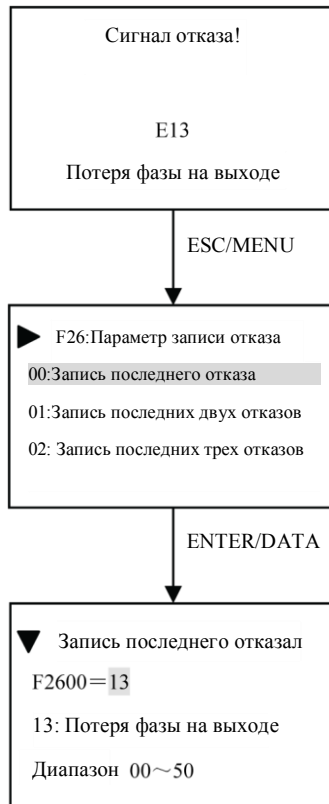 Сигнал отказа!
E13
Потеря фазы на выходе
ESC/MENU
F26:Параметр записи отказа
00:Запись последнего отказа
01:Запись последних двух отказов
02: Запись последних трех отказов
ENTER/DATA
Запись последнего отказал
F2600＝13
13: Потеря фазы на выходе
Диапазон 00～50